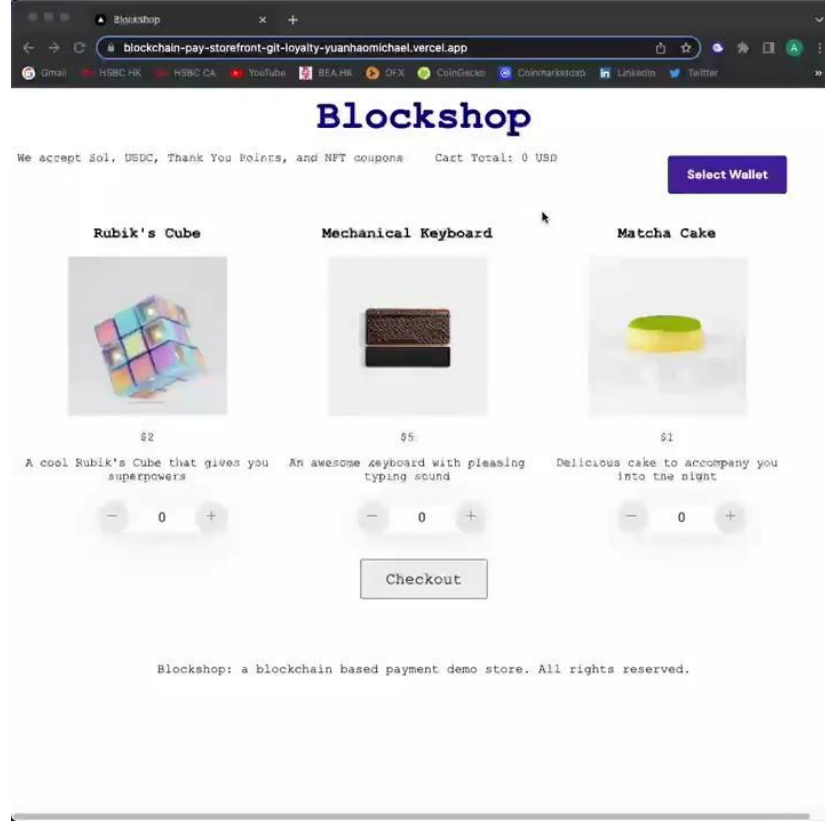 Blockshop
blockchain-pay-storefront-git-loyalty-yuanhaomichael.vercel.app
A
Gmail HSBC HK HSBC CA YouTube BEA HK OFX CoinGecko Coinmarketcap LinkedIn Twitter »
Blockshop
We accept Sol, USDC, Thank You Points, and NFT coupons Cart Total: 0 USD
Select Wallet
Rubik's Cube Mechanical Keyboard Matcha Cake
$2 $5 $1
A cool Rubik's Cube that gives you An awesome keyboard with pleasing Delicious cake to accompany you
superpowers typing sound into the night
− 0 + − 0 + − 0 +
Checkout
Blockshop: a blockchain based payment demo store. All rights reserved.